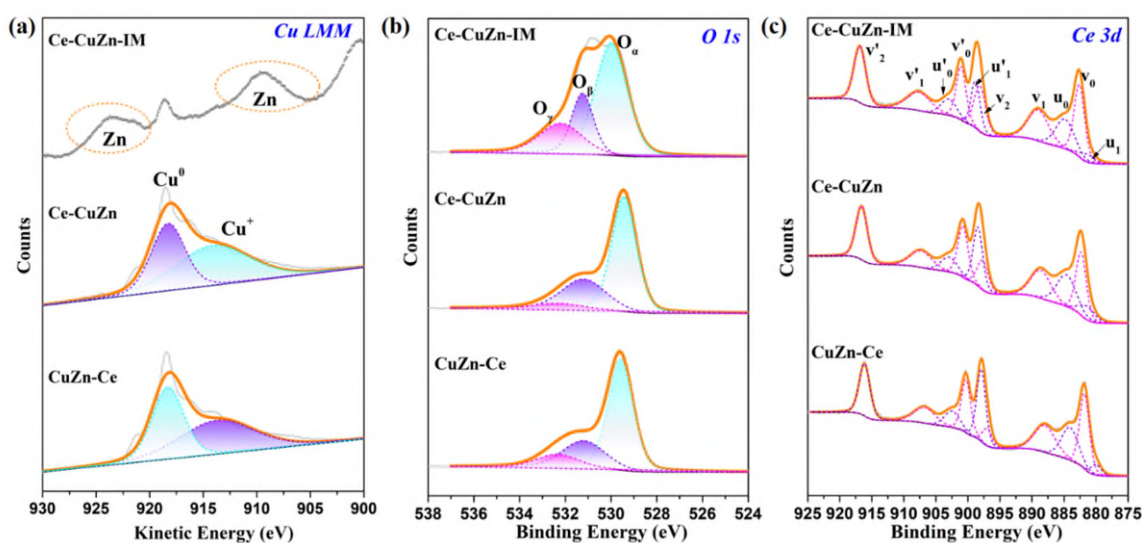 (a)
Cu LMM
Ce-CuZn-IM
Zn
Zn
Cu⁰
Ce-CuZn
Cu⁺
CuZn-Ce
Counts
930 925 920 915 910 905 900
Kinetic Energy (eV)
(b)
O 1s
Ce-CuZn-IM
Oα
Oβ
Oγ
Ce-CuZn
CuZn-Ce
Counts
538 536 534 532 530 528 526 524
Binding Energy (eV)
(c)
Ce 3d
Ce-CuZn-IM
v'₂
v'₁
u'₀
v'₀
u'₁
v₂
v₁
u₀
v₀
u₁
Ce-CuZn
CuZn-Ce
Counts
925 920 915 910 905 900 895 890 885 880 875
Binding Energy (eV)